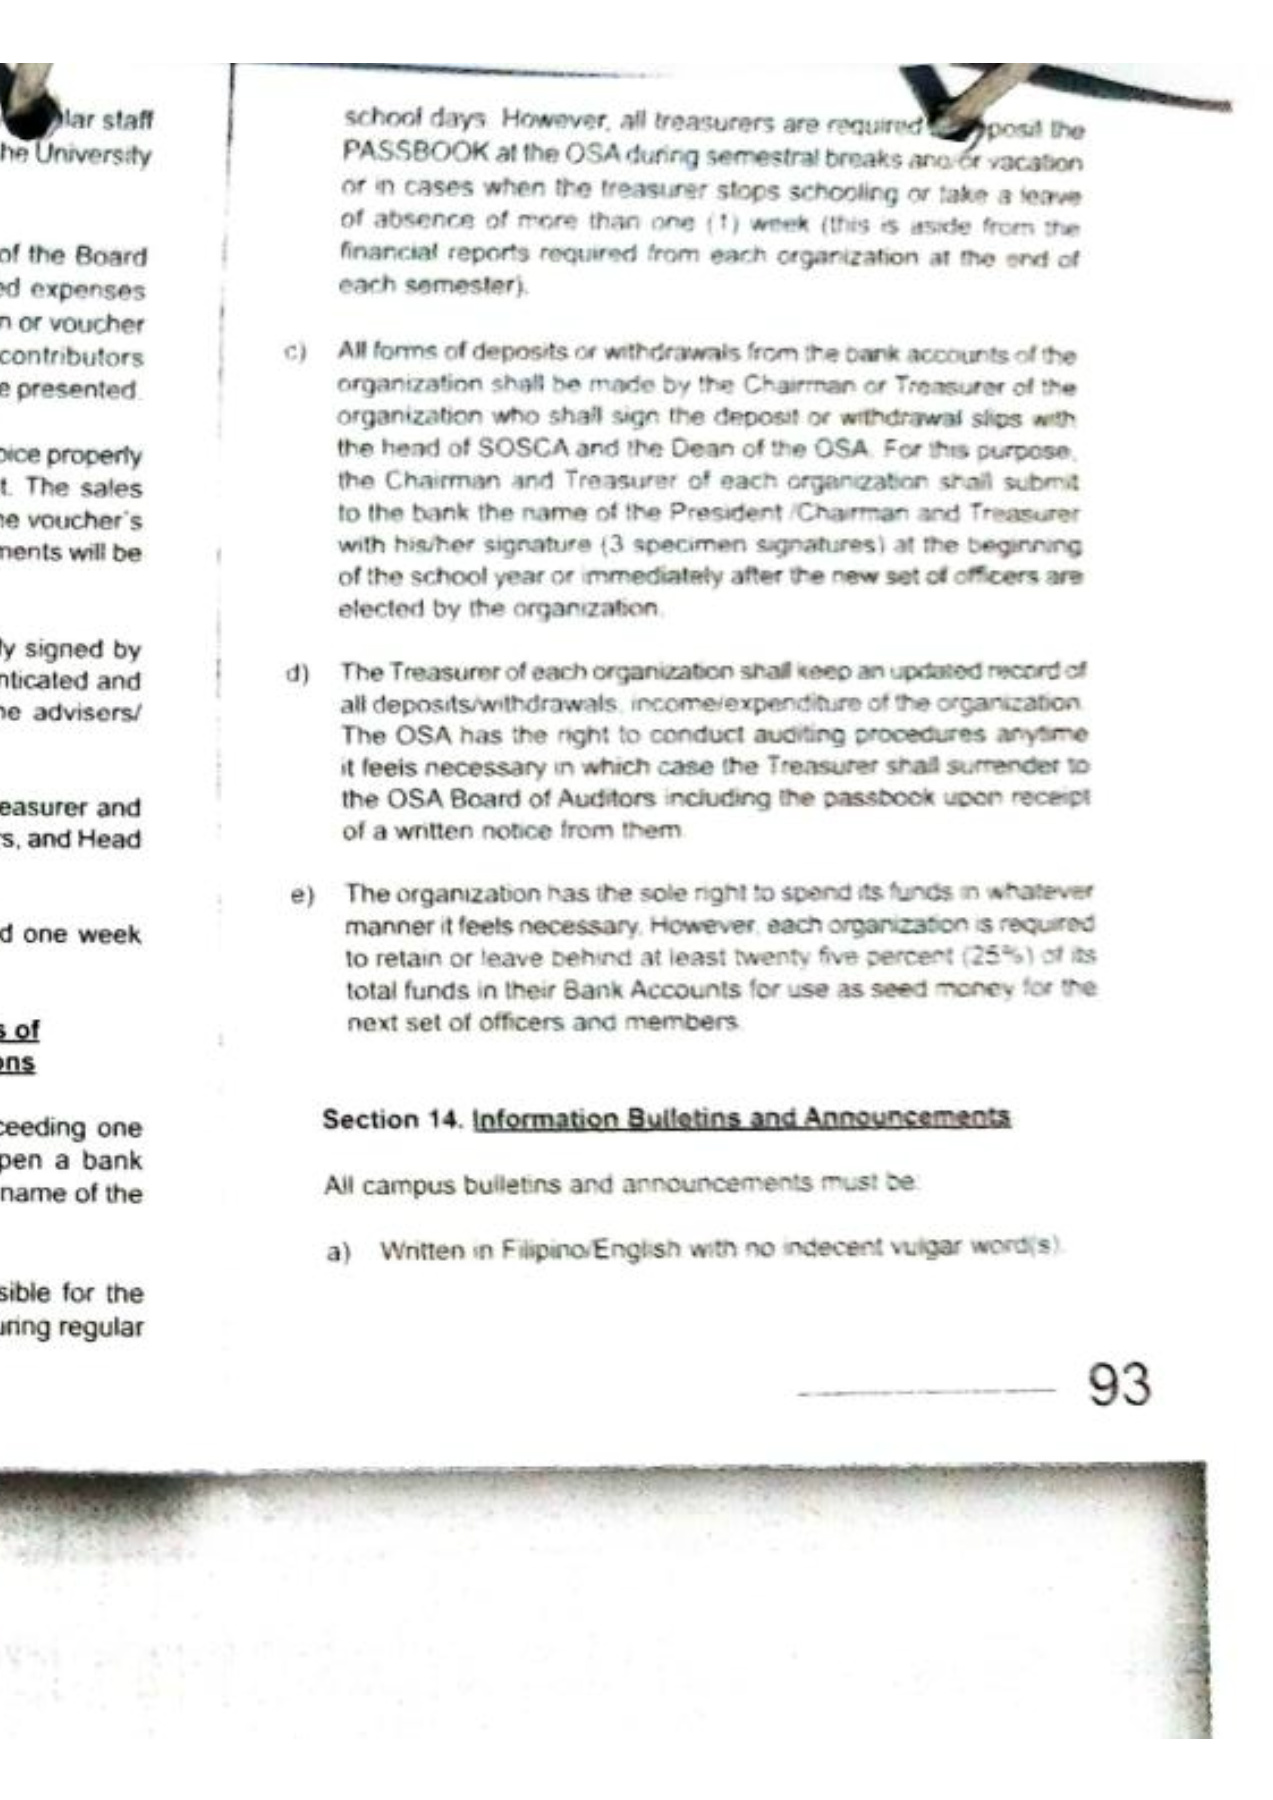 lar staff
he University
of the Board
ed expenses
n or voucher
contributors
e presented.
oice properly
t. The sales
he voucher's
ments will be
ly signed by
nticated and
he advisers/
easurer and
rs, and Head
d one week
s of
ons
ceeding one
pen a bank
name of the
sible for the
uring regular
school days. However, all treasurers are required posit the
PASSBOOK at the OSA during semestral breaks and/or vacation
or in cases when the treasurer stops schooling or take a leave
of absence of more than one (1) week (this is aside from the
financial reports required from each organization at the end of
each semester).
c) All forms of deposits or withdrawals from the bank accounts of the
organization shall be made by the Chairman or Treasurer of the
organization who shall sign the deposit or withdrawal slips with
the head of SOSCA and the Dean of the OSA. For this purpose,
the Chairman and Treasurer of each organization shall submit
to the bank the name of the President /Chairman and Treasurer
with his/her signature (3 specimen signatures) at the beginning
of the school year or immediately after the new set of officers are
elected by the organization.
d) The Treasurer of each organization shall keep an updated record of
all deposits/withdrawals, income/expenditure of the organization.
The OSA has the right to conduct auditing procedures anytime
it feels necessary in which case the Treasurer shall surrender to
the OSA Board of Auditors including the passbook upon receipt
of a written notice from them.
e) The organization has the sole right to spend its funds in whatever
manner it feels necessary. However, each organization is required
to retain or leave behind at least twenty five percent (25%) of its
total funds in their Bank Accounts for use as seed money for the
next set of officers and members.
Section 14. Information Bulletins and Announcements
All campus bulletins and announcements must be:
a) Written in Filipino/English with no indecent vulgar word(s).
93